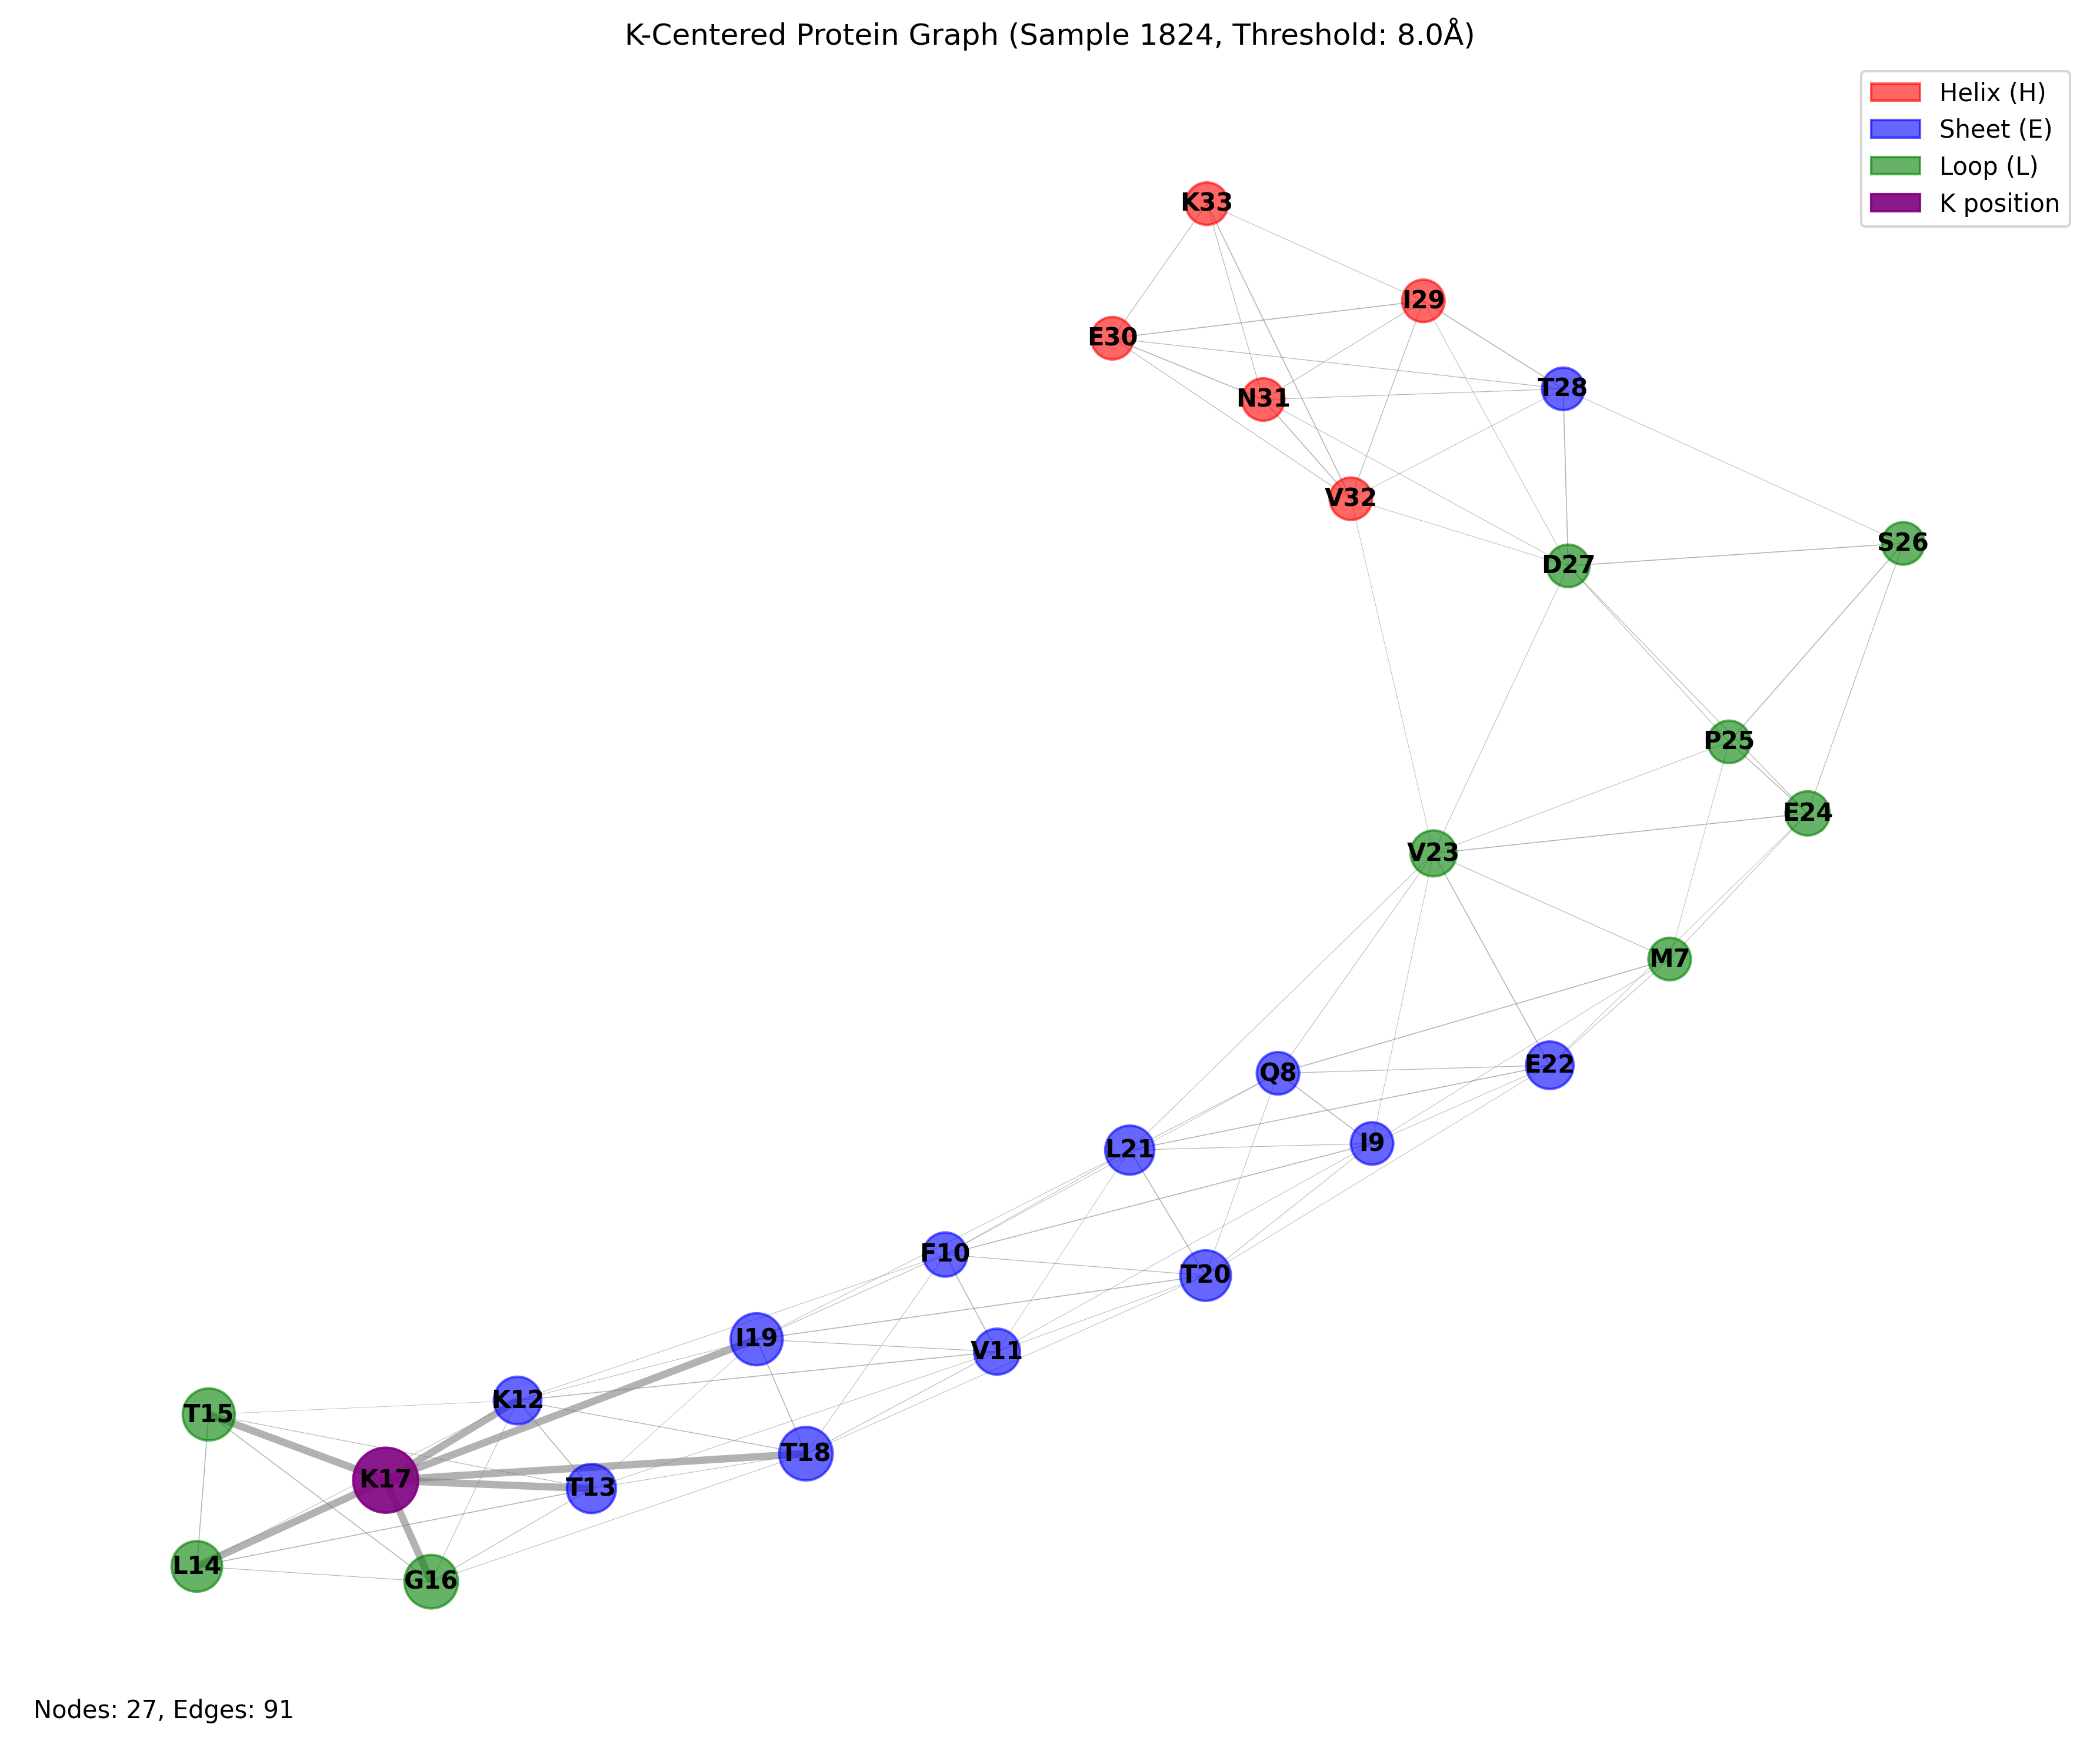 K-Centered Protein Graph (Sample 1824, Threshold: 8.0Å)
Helix (H)
Sheet (E)
Loop (L)
K position
K33
I29
E30
T28
N31
V32
S26
D27
P25
E24
V23
M7
E22
Q8
I9
L21
F10
T20
I19
V11
K12
T15
T18
K17
T13
L14
G16
Nodes: 27, Edges: 91